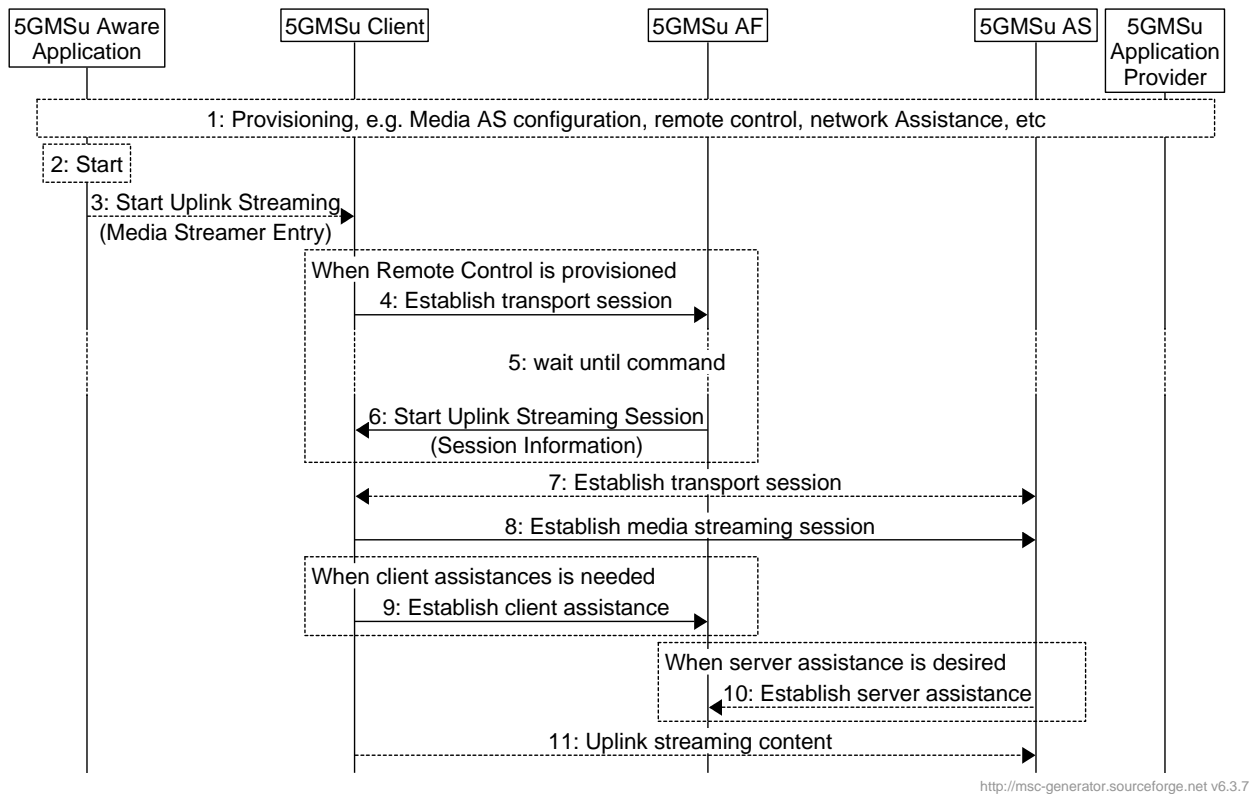 5GMSu Aware
Application
5GMSu Client
5GMSu AF
5GMSu AS
5GMSu
Application
Provider
1: Provisioning, e.g. Media AS configuration, remote control, network Assistance, etc
2: Start
3: Start Uplink Streaming
(Media Streamer Entry)
When Remote Control is provisioned
4: Establish transport session
5: wait until command
6: Start Uplink Streaming Session
(Session Information)
7: Establish transport session
8: Establish media streaming session
When client assistances is needed
9: Establish client assistance
When server assistance is desired
10: Establish server assistance
11: Uplink streaming content
http://msc-generator.sourceforge.net v6.3.7